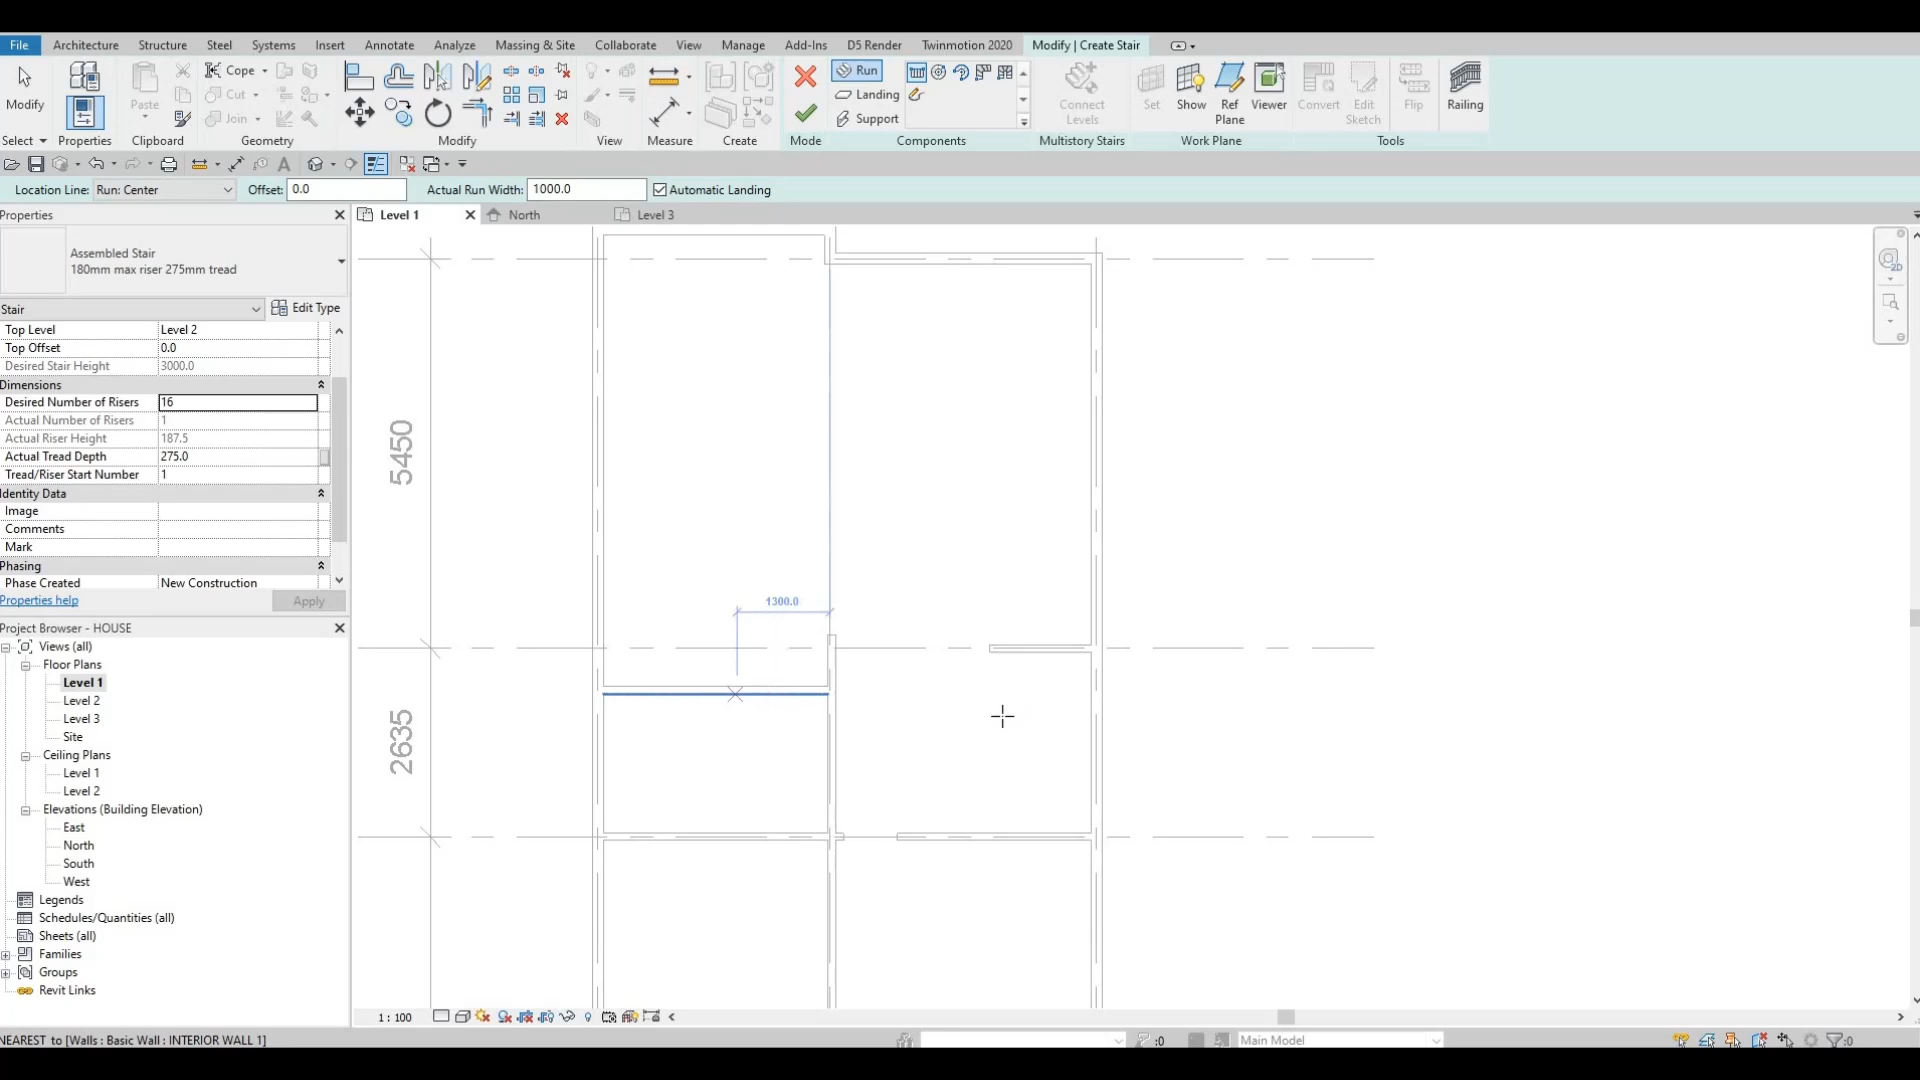 File Architecture Structure Steel Systems Insert Annotate Analyze Massing & Site Collaborate View Manage Add-Ins D5 Render Twinmotion 2020 Modify | Create Stair
Modify
Paste
Cope
Cut
Join
Run
Landing
Support
Connect Levels
Set
Show
Ref Plane
Viewer
Convert
Edit Sketch
Flip
Railing
Select Properties Clipboard Geometry Modify View Measure Create Mode Components Multistory Stairs Work Plane Tools
Location Line: Run: Center Offset: 0.0 Actual Run Width: 1000.0 Automatic Landing
Properties
Level 1 North Level 3
Assembled Stair
180mm max riser 275mm tread
Stair Edit Type
Top Level Level 2
Top Offset 0.0
Desired Stair Height 3000.0
Dimensions
Desired Number of Risers 16
Actual Number of Risers 1
Actual Riser Height 187.5
Actual Tread Depth 275.0
Tread/Riser Start Number 1
Identity Data
Image
Comments
Mark
Phasing
Phase Created New Construction
Properties help Apply
Project Browser - HOUSE
Views (all)
Floor Plans
Level 1
Level 2
Level 3
Site
Ceiling Plans
Level 1
Level 2
Elevations (Building Elevation)
East
North
South
West
Legends
Schedules/Quantities (all)
Sheets (all)
Families
Groups
Revit Links
5450
2635
1300.0
2D
1 : 100
NEAREST to [Walls : Basic Wall : INTERIOR WALL 1]
:0
Main Model
:0